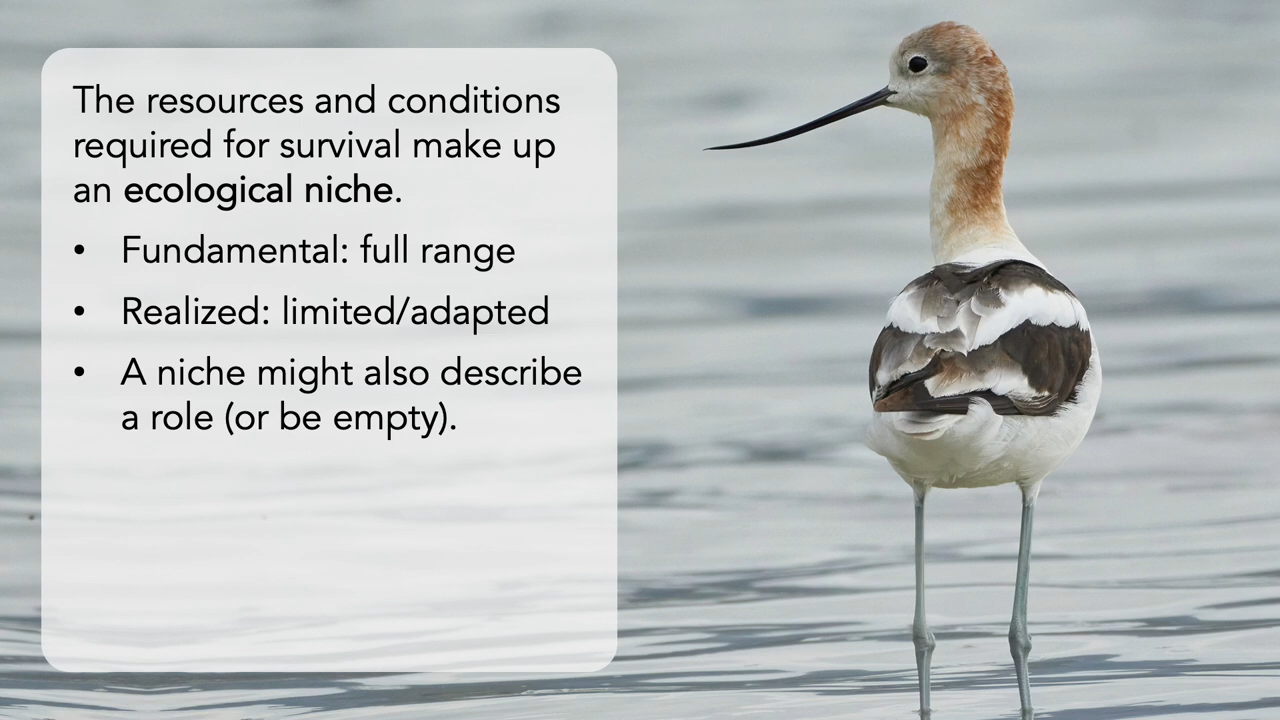 The resources and conditions
required for survival make up
an ecological niche.
• Fundamental: full range
• Realized: limited/adapted
• A niche might also describe
a role (or be empty).